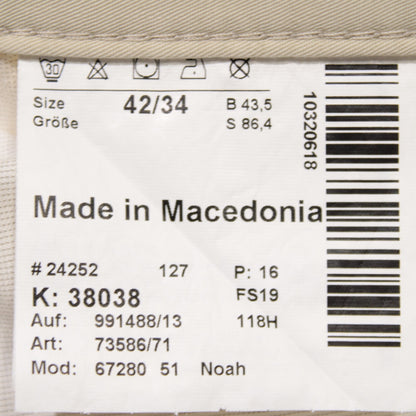 30
Size 42/34 B 43,5
Größe S 86,4
10320618
Made in Macedonia
# 24252 127 P: 16
K: 38038 FS19
Auf: 991488/13 118H
Art: 73586/71
Mod: 67280 51 Noah